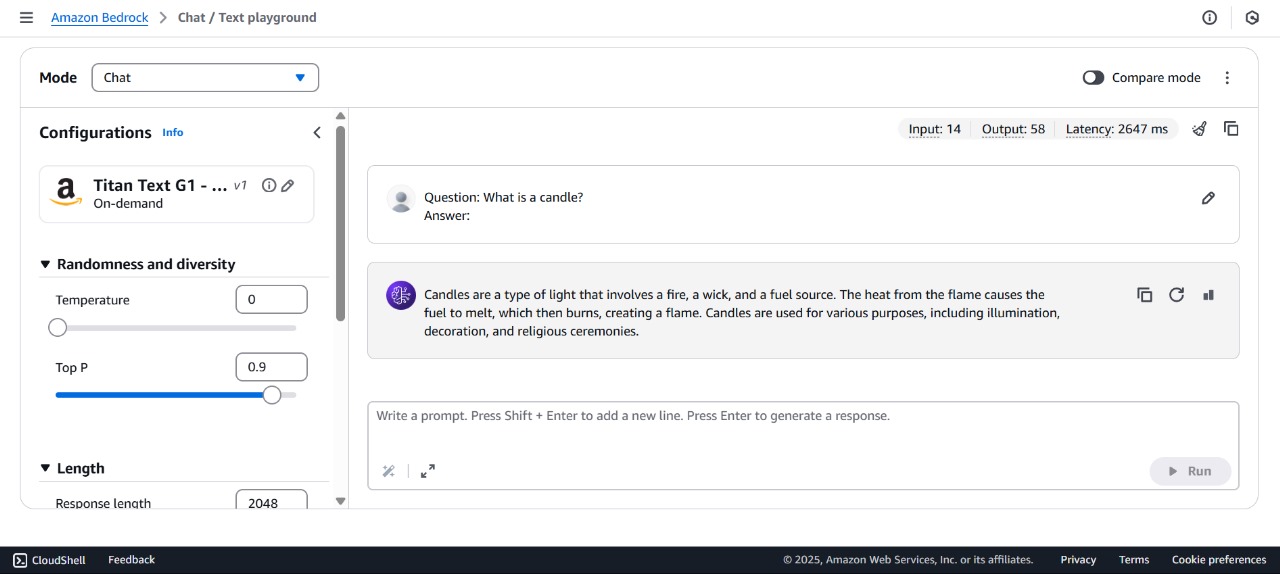 Amazon Bedrock > Chat / Text playground
Mode Chat
Compare mode
Configurations Info
Input: 14 Output: 58 Latency: 2647 ms
Titan Text G1 - ... v1
On-demand
Question: What is a candle?
Answer:
Randomness and diversity
Temperature 0
Top P 0.9
Candles are a type of light that involves a fire, a wick, and a fuel source. The heat from the flame causes the
fuel to melt, which then burns, creating a flame. Candles are used for various purposes, including illumination,
decoration, and religious ceremonies.
Length
Response length 2048
Write a prompt. Press Shift + Enter to add a new line. Press Enter to generate a response.
Run
CloudShell Feedback © 2025, Amazon Web Services, Inc. or its affiliates. Privacy Terms Cookie preferences